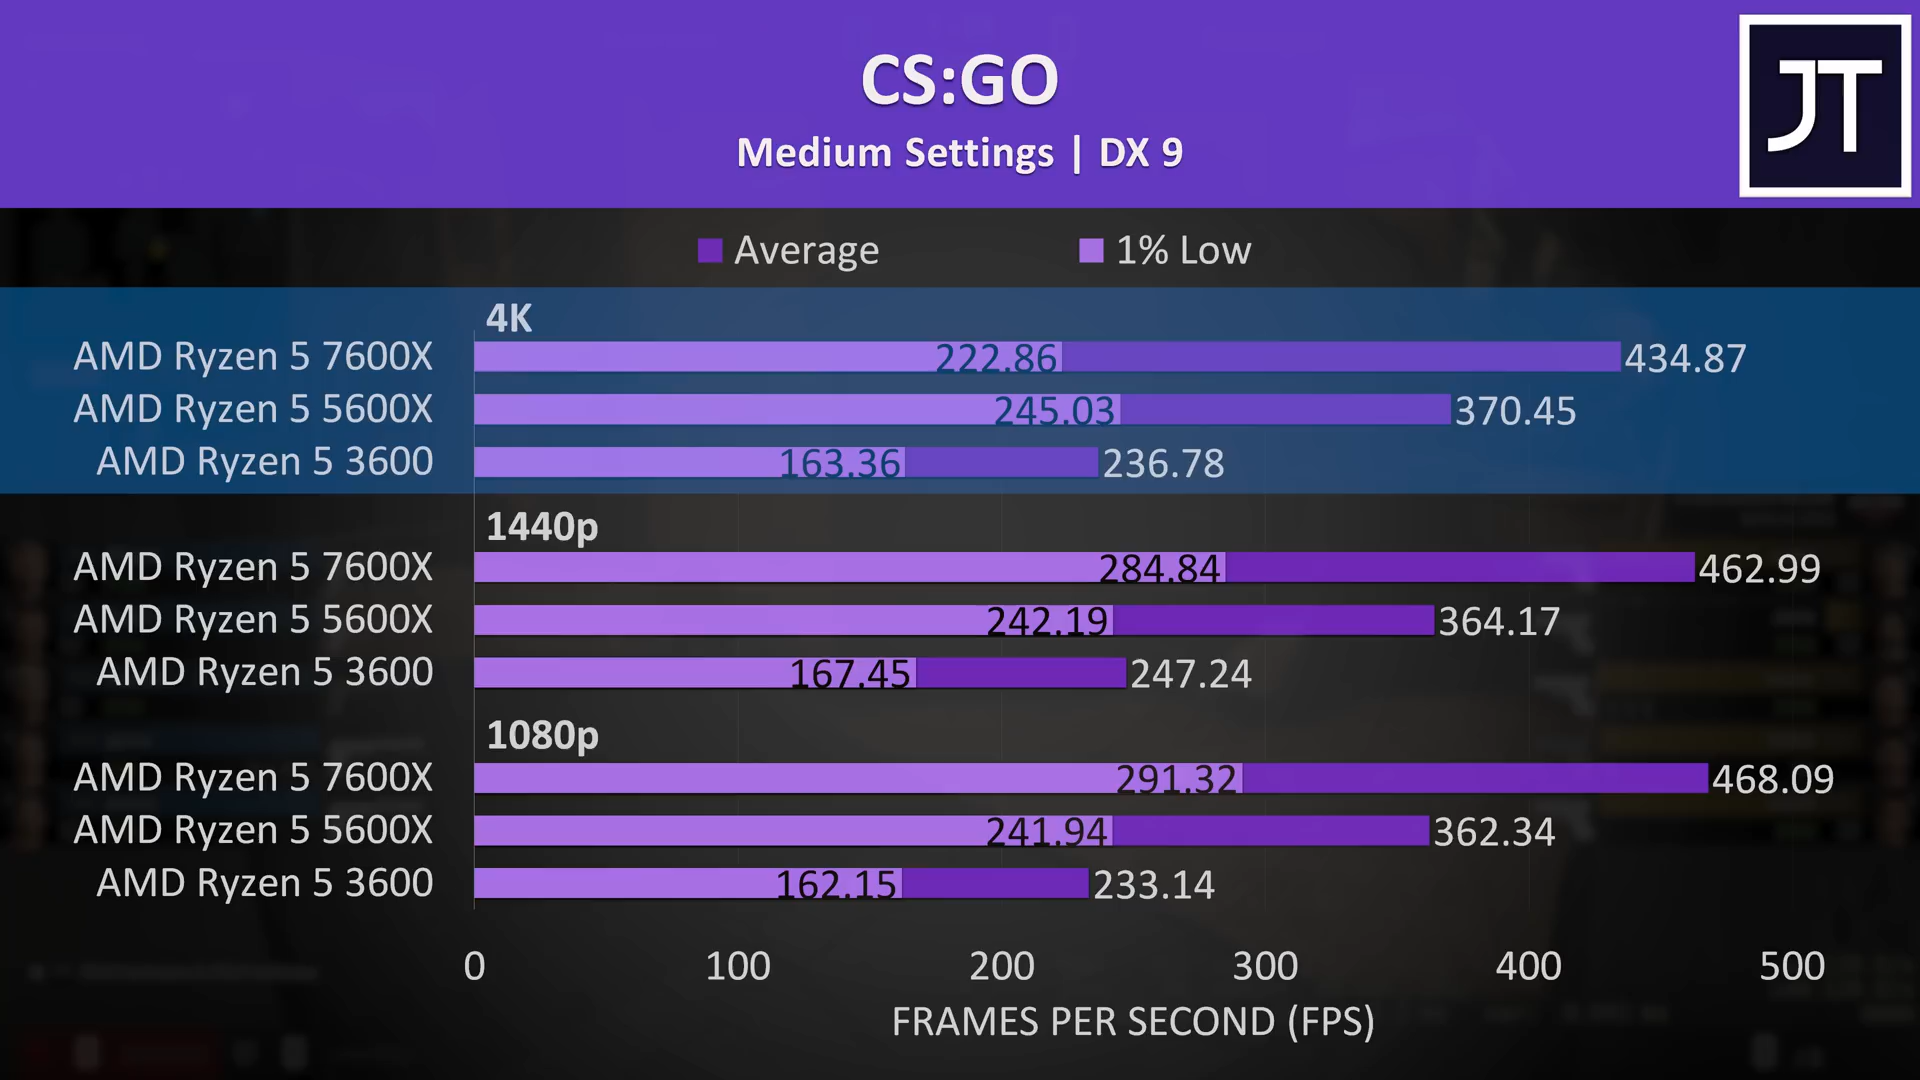 CS:GO
Medium Settings | DX 9
JT
Average
1% Low
4K
AMD Ryzen 5 7600X 222.86 434.87
AMD Ryzen 5 5600X 245.03 370.45
AMD Ryzen 5 3600 163.36 236.78
1440p
AMD Ryzen 5 7600X 284.84 462.99
AMD Ryzen 5 5600X 242.19 364.17
AMD Ryzen 5 3600 167.45 247.24
1080p
AMD Ryzen 5 7600X 291.32 468.09
AMD Ryzen 5 5600X 241.94 362.34
AMD Ryzen 5 3600 162.15 233.14
0 100 200 300 400 500
FRAMES PER SECOND (FPS)